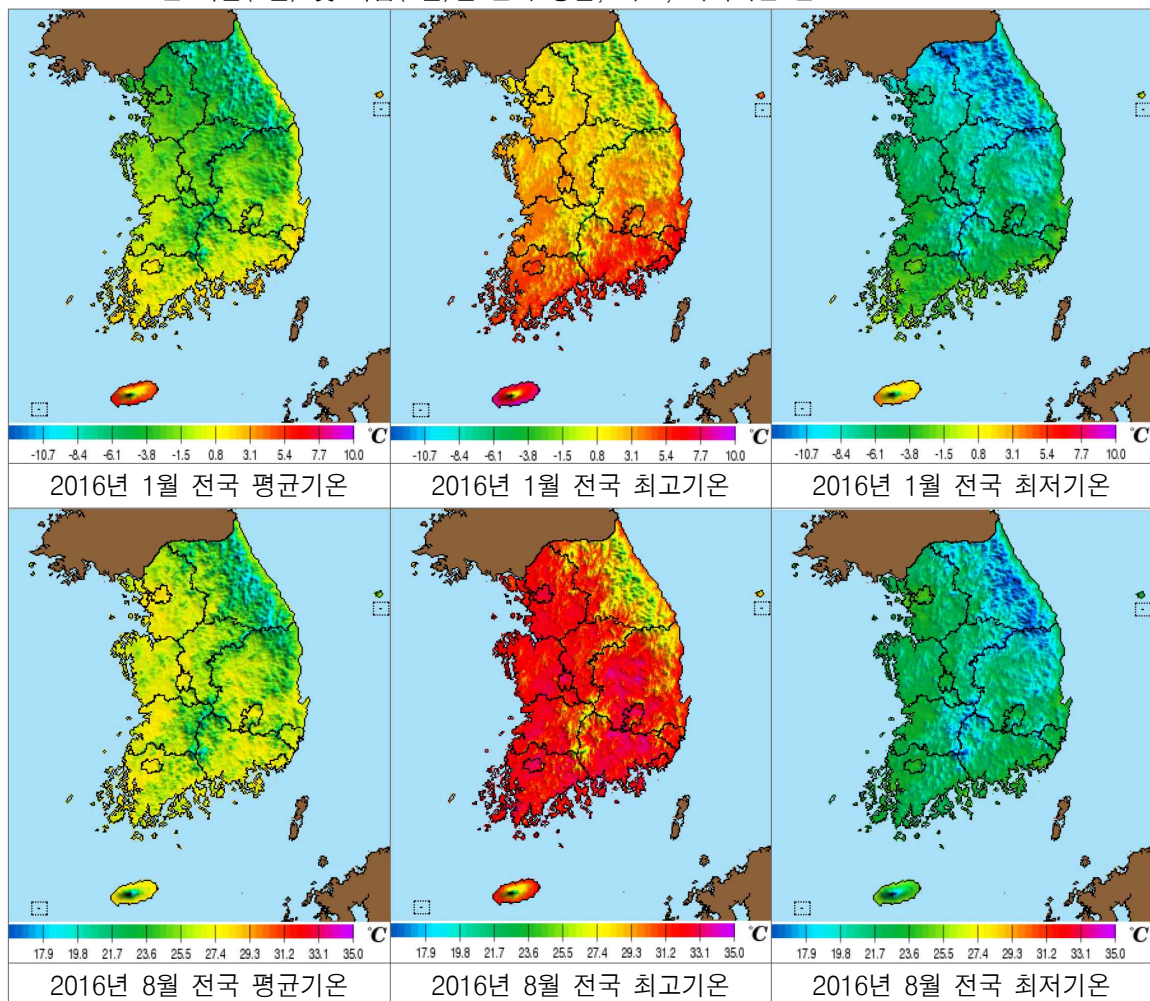 °C °C °C
-10.7 -8.4 -6.1 -3.8 -1.5 0.8 3.1 5.4 7.7 10.0 -10.7 -8.4 -6.1 -3.8 -1.5 0.8 3.1 5.4 7.7 10.0 -10.7 -8.4 -6.1 -3.8 -1.5 0.8 3.1 5.4 7.7 10.0
2016년 1월 전국 평균기온 2016년 1월 전국 최고기온 2016년 1월 전국 최저기온
°C °C °C
17.9 19.8 21.7 23.6 25.5 27.4 29.3 31.2 33.1 35.0 17.9 19.8 21.7 23.6 25.5 27.4 29.3 31.2 33.1 35.0 17.9 19.8 21.7 23.6 25.5 27.4 29.3 31.2 33.1 35.0
2016년 8월 전국 평균기온 2016년 8월 전국 최고기온 2016년 8월 전국 최저기온